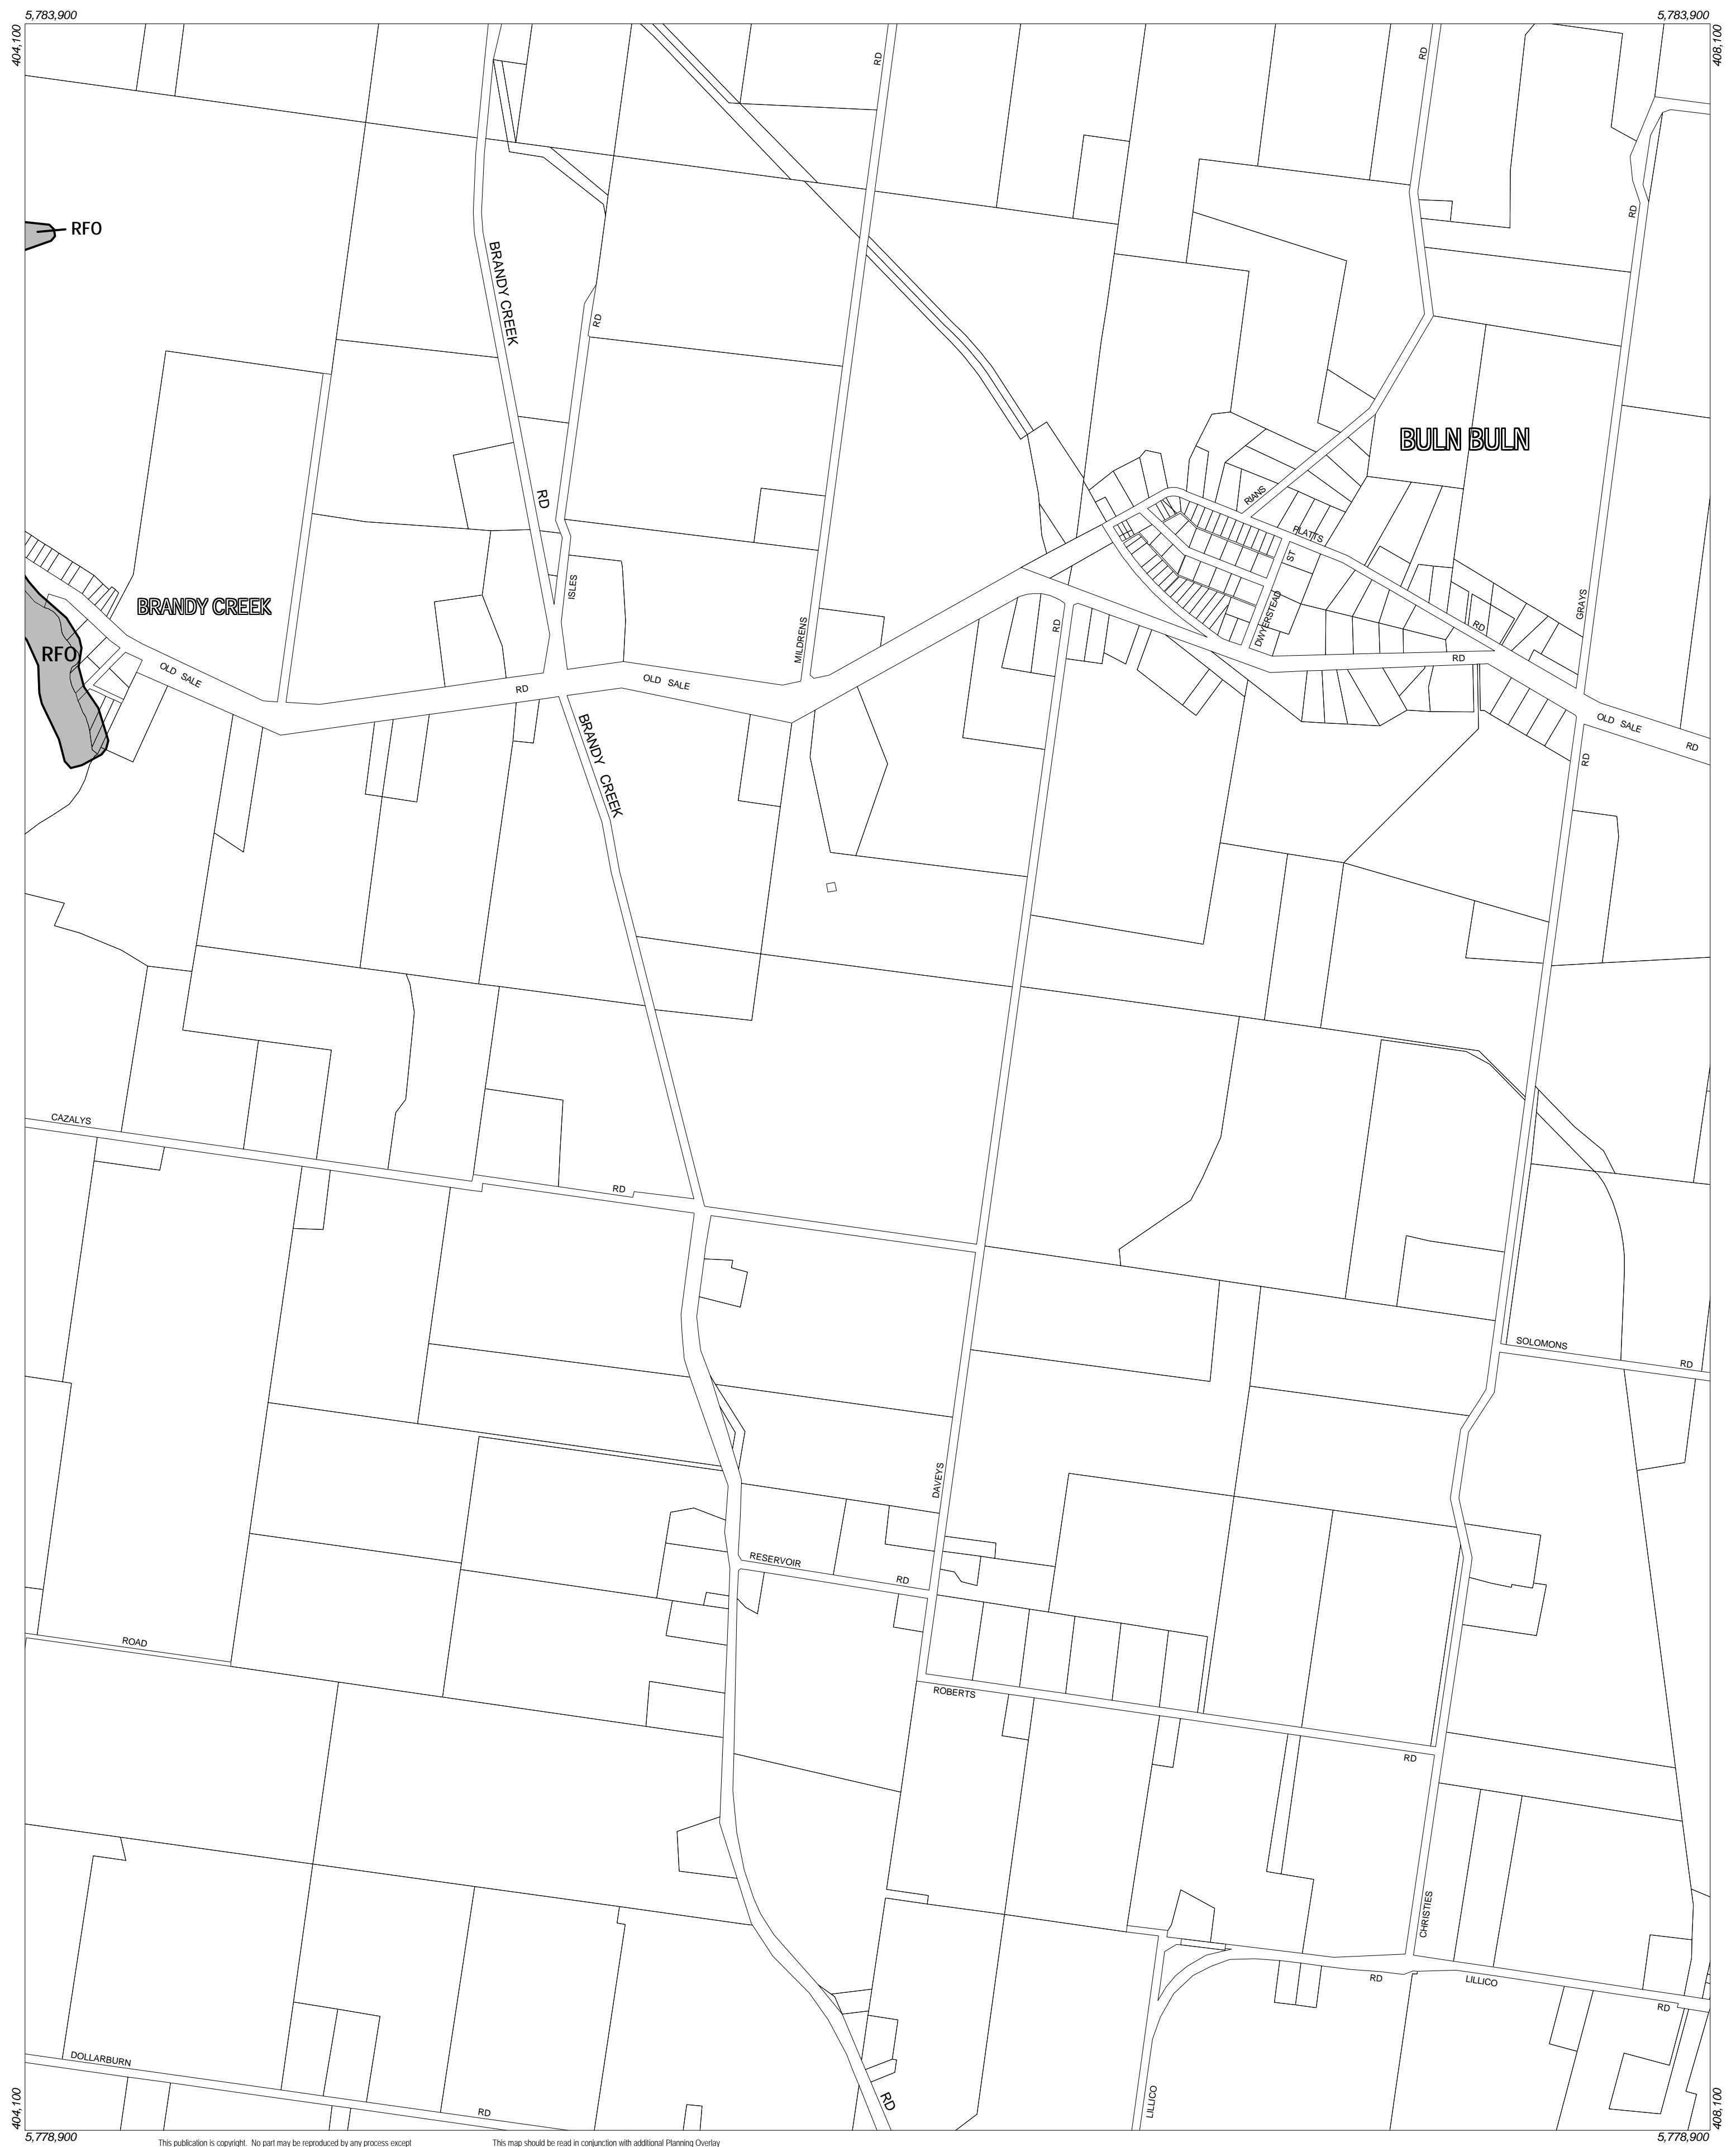 5,783,900
5,783,900
404,100
408,100
RD
RD
RFO
RD
BRANDY CREEK
RD
BULN BULN
RD
RIANS
PLATTS
ST
ISLES
BRANDY CREEK
GRAYS
DWYERSTEAD
RD
MILDRENS
RD
RFO
RD
OLD SALE
OLD SALE
RD
OLD SALE
RD
RD
BRANDY CREEK
CAZALYS
RD
SOLOMONS
RD
DAVEYS
RESERVOIR
RD
ROAD
ROBERTS
RD
CHRISTIES
RD
LILLICO
RD
DOLLARBURN
RD
RD
LILLICO
404,100
408,100
5,778,900
5,778,900
This publication is copyright. No part may be reproduced by any process except
This map should be read in conjunction with additional Planning Overlay